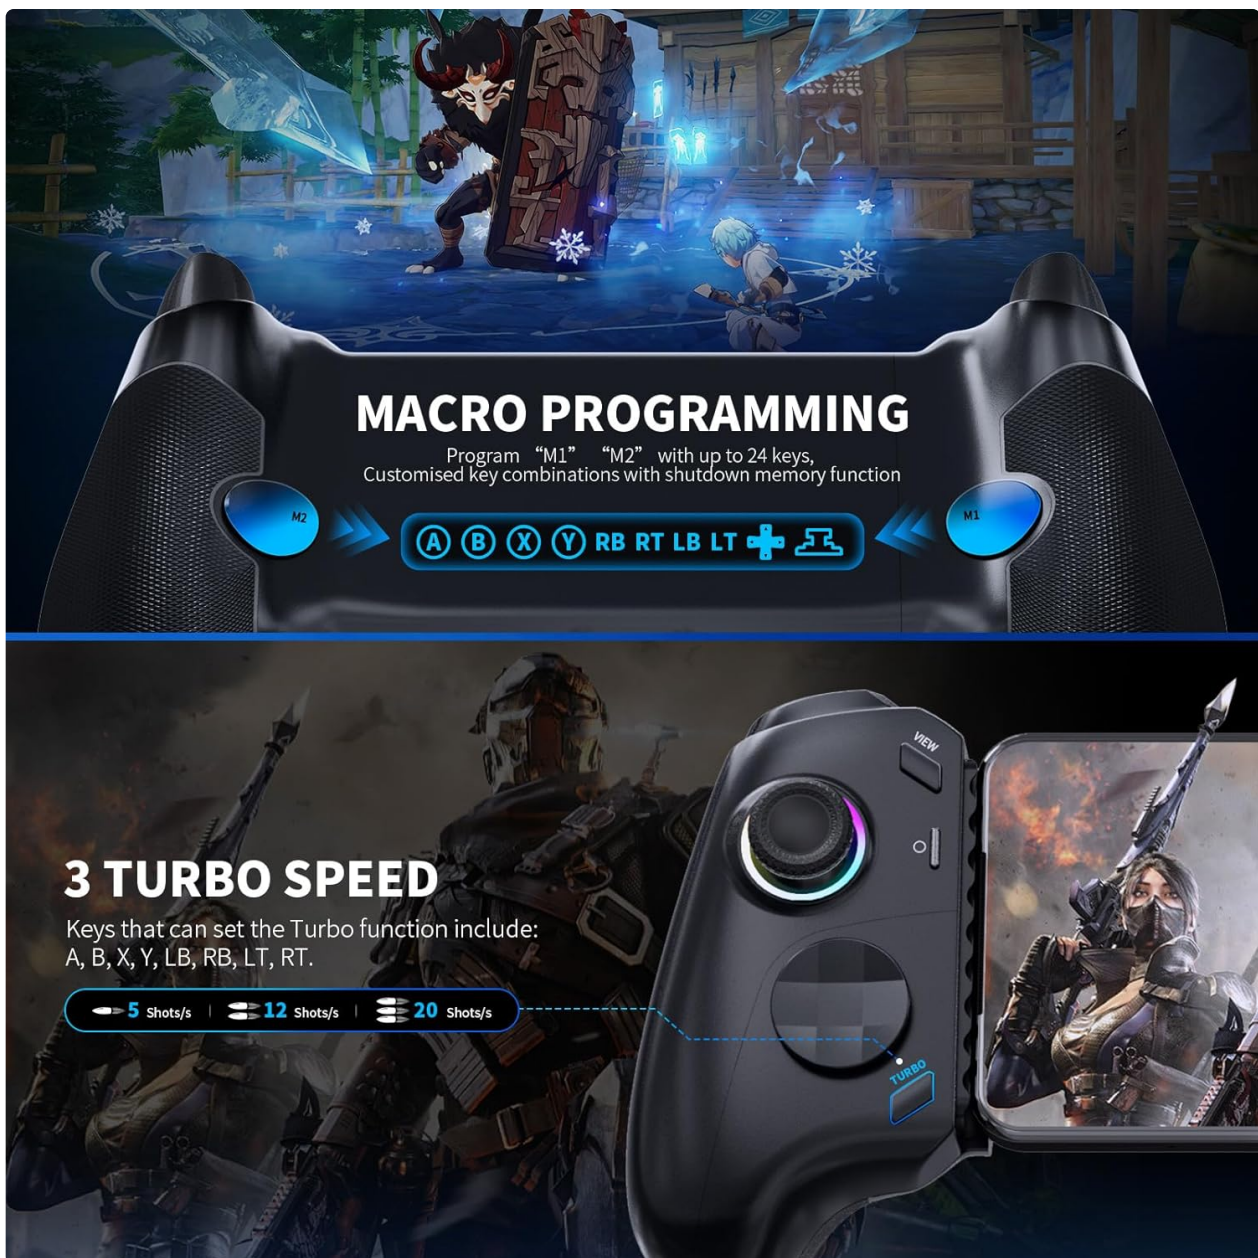 MACRO PROGRAMMING
Program “M1” “M2” with up to 24 keys,
Customised key combinations with shutdown memory function
M2
M1
A B X Y RB RT LB LT
VIEW
3 TURBO SPEED
Keys that can set the Turbo function include:
A, B, X, Y, LB, RB, LT, RT.
5 Shots/s | 12 Shots/s | 20 Shots/s
TURBO